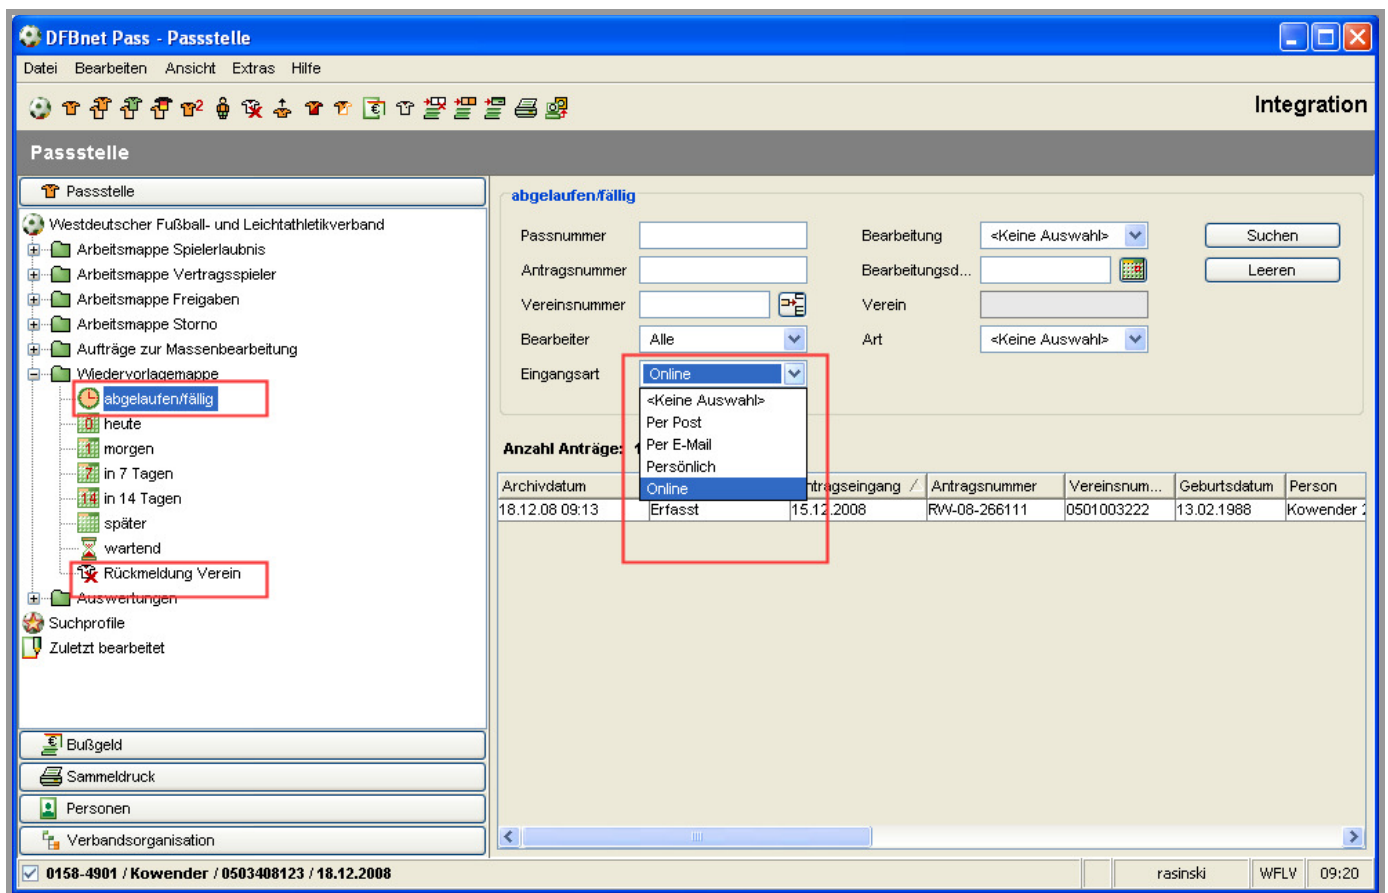 DFBnet Pass - Passstelle
Datei Bearbeiten Ansicht Extras Hilfe
Integration
Passstelle
Passstelle
Westdeutscher Fußball- und Leichtathletikverband
Arbeitsmappe Spielerlaubnis
Arbeitsmappe Vertragsspieler
Arbeitsmappe Freigaben
Arbeitsmappe Storno
Aufträge zur Massenbearbeitung
Wiedervorlagemappe
abgelaufen/fällig
heute
morgen
in 7 Tagen
in 14 Tagen
später
wartend
Rückmeldung Verein
Auswertungen
Suchprofile
Zuletzt bearbeitet
Bußgeld
Sammeldruck
Personen
Verbandsorganisation
abgelaufen/fällig
Passnummer Bearbeitung <Keine Auswahl> Suchen
Antragsnummer Bearbeitungsd... Leeren
Vereinsnummer Verein
Bearbeiter Alle Art <Keine Auswahl>
Eingangsart Online
<Keine Auswahl>
Per Post
Per E-Mail
Persönlich
Online
Anzahl Anträge:
Archivdatum ntragseingang Antragsnummer Vereinsnum... Geburtsdatum Person
18.12.08 09:13 Erfasst 15.12.2008 RW-08-266111 0501003222 13.02.1988 Kowender
0158-4901 / Kowender / 0503408123 / 18.12.2008 rasinski WFLV 09:20